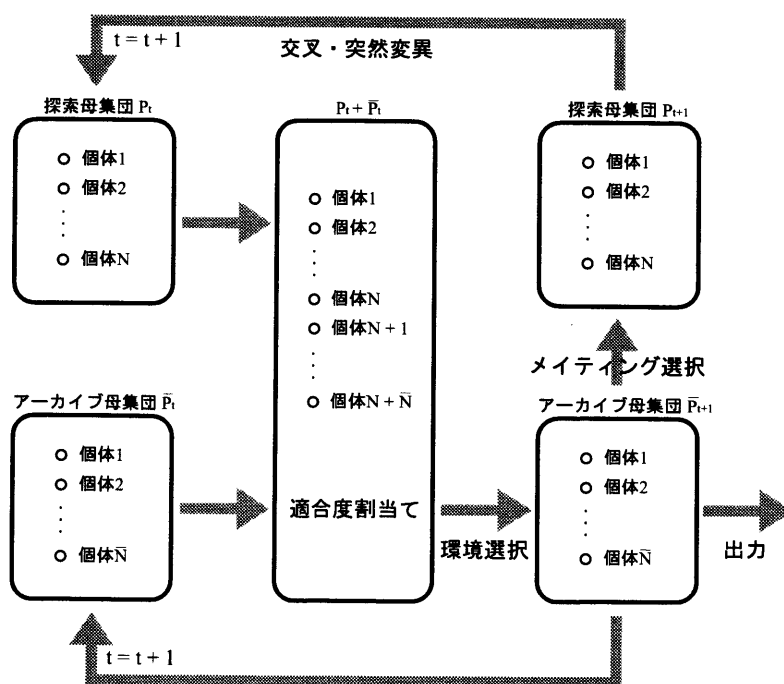 t = t + 1
交叉・突然変異
探索母集団 Pt
個体1
個体2
個体N
Pt + P̄t
個体1
個体2
個体N
個体N + 1
個体N + N̄
適合度割当て
探索母集団 Pt+1
個体1
個体2
個体N
メイティング選択
アーカイブ母集団 P̄t
個体1
個体2
個体N̄
環境選択
アーカイブ母集団 P̄t+1
個体1
個体2
個体N̄
出力
t = t + 1